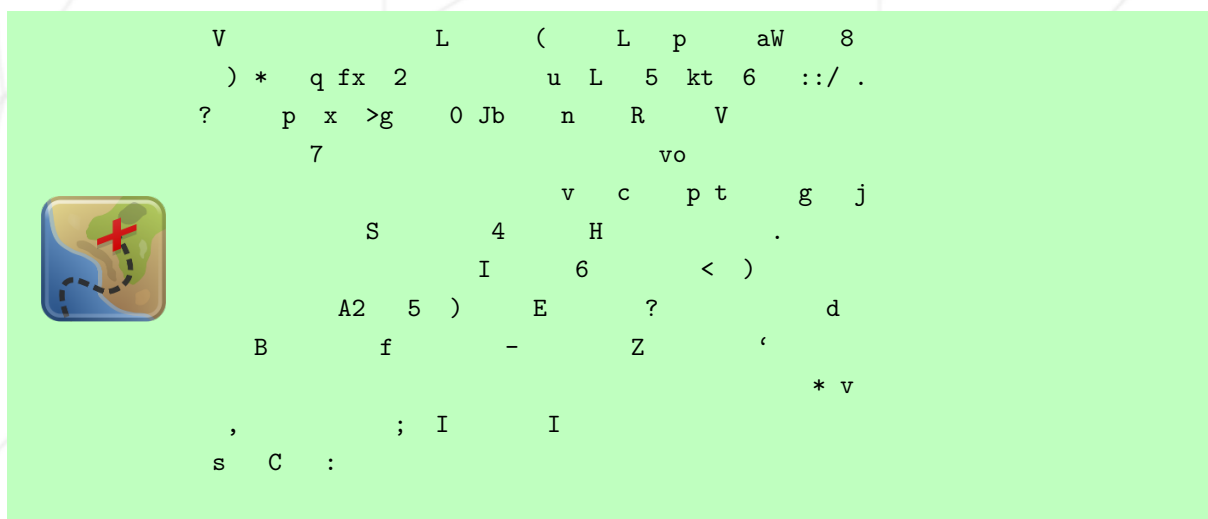 V L ( L p aW 8
) * q fx 2 u L 5 kt 6 ::/ .
? p x >g 0 Jb n R V
7 vo
v c p t g j
S 4 H .
I 6 < )
A2 5 ) E ? d
B f - Z ‘
* v
, ; I I
s C :